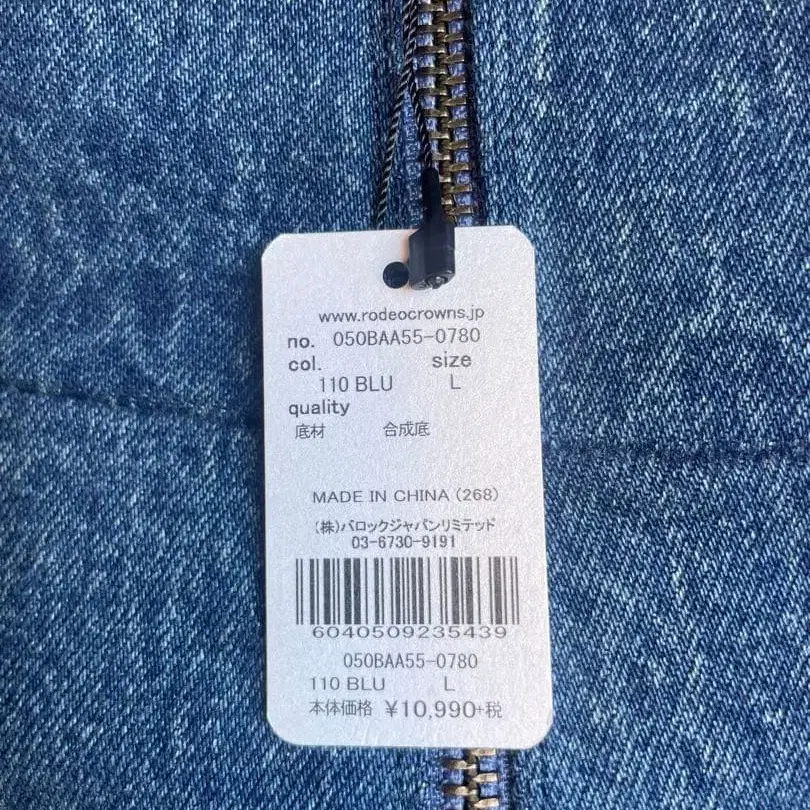 www.rodeocrowns.jp
no. 050BAA55-0780
col. size
110 BLU L
quality
底材 合成底
MADE IN CHINA (268)
(株)バロックジャパンリミテッド
03-6730-9191
6040509235439
050BAA55-0780
110 BLU L
本体価格 ¥10,990+税